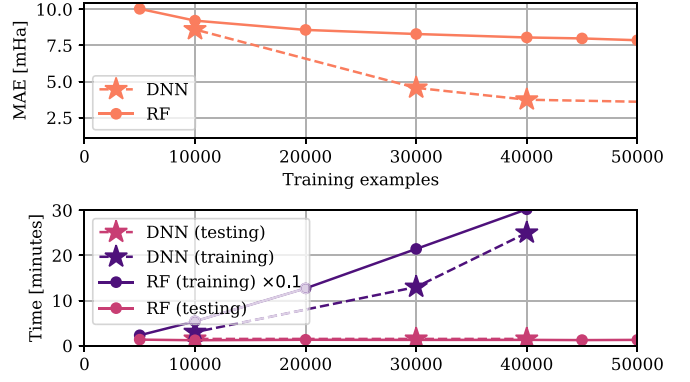 10.0
7.5
5.0
2.5
MAE [mHa]
DNN
RF
0 10000 20000 30000 40000 50000
Training examples
30
20
10
0
Time [minutes]
DNN (testing)
DNN (training)
RF (training) ×0.1
RF (testing)
0 10000 20000 30000 40000 50000